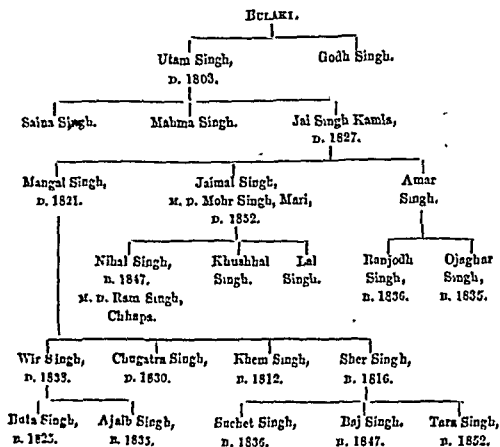 BULAKI.
Utam Singh, Godh Singh.
D. 1803.
Saina Singh. Mahma Singh. Jai Singh Kamla,
D. 1827.
Mangal Singh, Jaimal Singh, Amar
D. 1821. M. D. Mohr Singh, Mari, Singh.
D. 1852.
Nihal Singh, Khushhal Lal Ranjodh Ojaghar
D. 1847. Singh. Singh. Singh, Singh,
M. D. Ram Singh, D. 1836. D. 1835.
Chhapa.
Wir Singh, Chugatra Singh, Khem Singh, Sher Singh,
D. 1833. D. 1830. D. 1812. D. 1816.
Buta Singh, Ajaib Singh, Suchet Singh, Baj Singh. Tara Singh,
D. 1825. D. 1835. D. 1836. D. 1847. D. 1852.